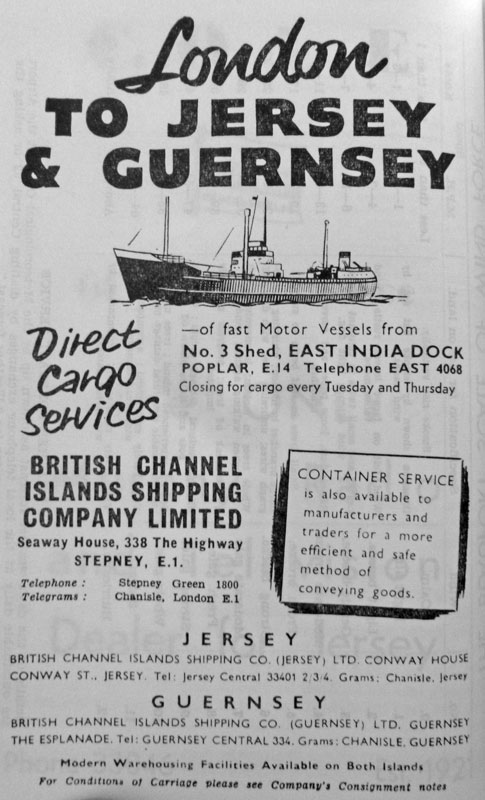 London
TO JERSEY
& GUERNSEY
Direct
Cargo
Services
—of fast Motor Vessels from
No. 3 Shed, EAST INDIA DOCK
POPLAR, E.14 Telephone EAST 4068
Closing for cargo every Tuesday and Thursday
BRITISH CHANNEL
ISLANDS SHIPPING
COMPANY LIMITED
Seaway House, 338 The Highway
STEPNEY, E.1.
Telephone : Stepney Green 1800
Telegrams : Chanisle, London E.1
CONTAINER SERVICE
is also available to
manufacturers and
traders for a more
efficient and safe
method of
conveying goods.
JERSEY
BRITISH CHANNEL ISLANDS SHIPPING CO. (JERSEY) LTD. CONWAY HOUSE
CONWAY ST., JERSEY. Tel: Jersey Central 33401 2/3/4. Grams: Chanisle, Jersey
GUERNSEY
BRITISH CHANNEL ISLANDS SHIPPING CO. (GUERNSEY) LTD. GUERNSEY
THE ESPLANADE. Tel: GUERNSEY CENTRAL 334. Grams: CHANISLE, GUERNSEY
Modern Warehousing Facilities Available on Both Islands
For Conditions of Carriage please see Company's Consignment notes